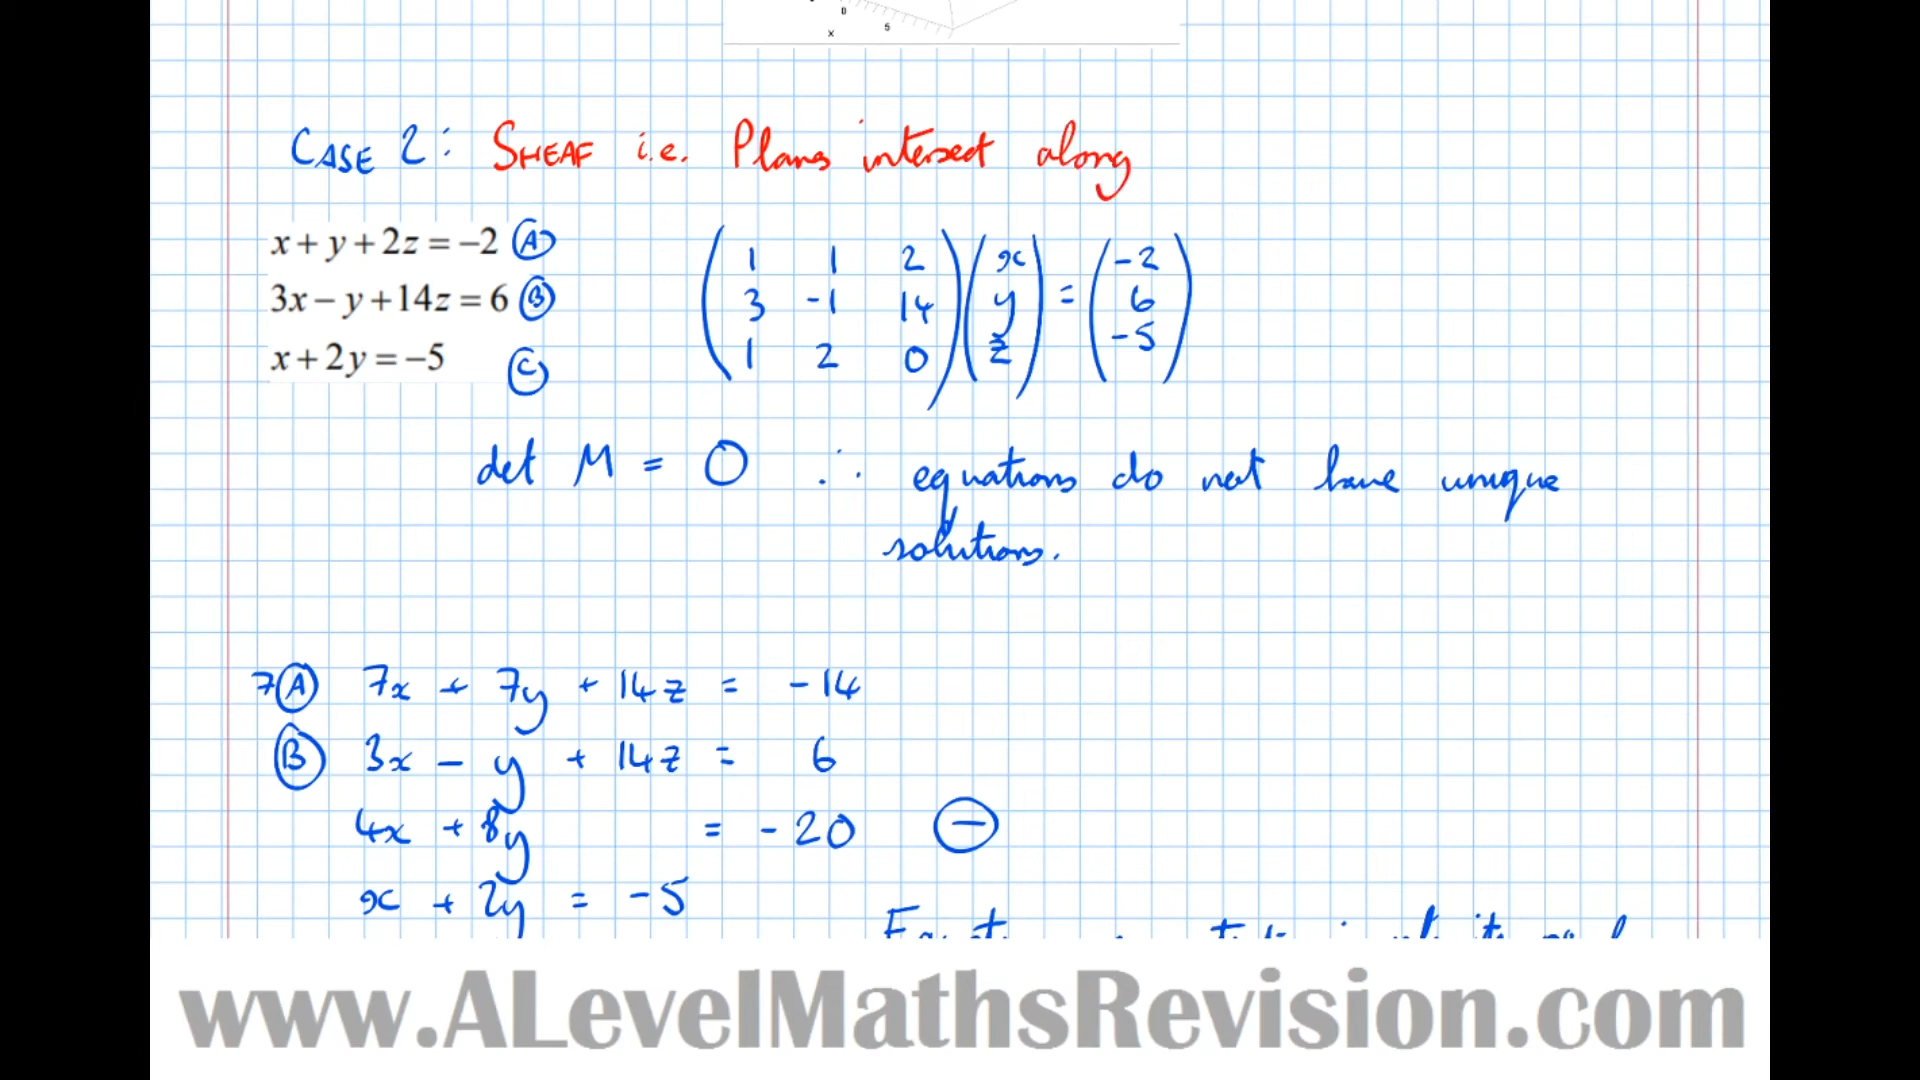 0
5
x
CASE 2: SHEAF i.e. Planes intersect along
x + y + 2z = −2 (A)
3x − y + 14z = 6 (B)
x + 2y = −5 (C)
( 1 1 2 ) ( x ) = ( -2 )
( 3 -1 14 ) ( y ) ( 6 )
( 1 2 0 ) ( z ) ( -5 )
det M = 0 ∴ equations do not have unique
solutions.
7(A) 7x + 7y + 14z = -14
(B) 3x - y + 14z = 6
4x + 8y = -20 (-)
x + 2y = -5
www.ALevelMathsRevision.com